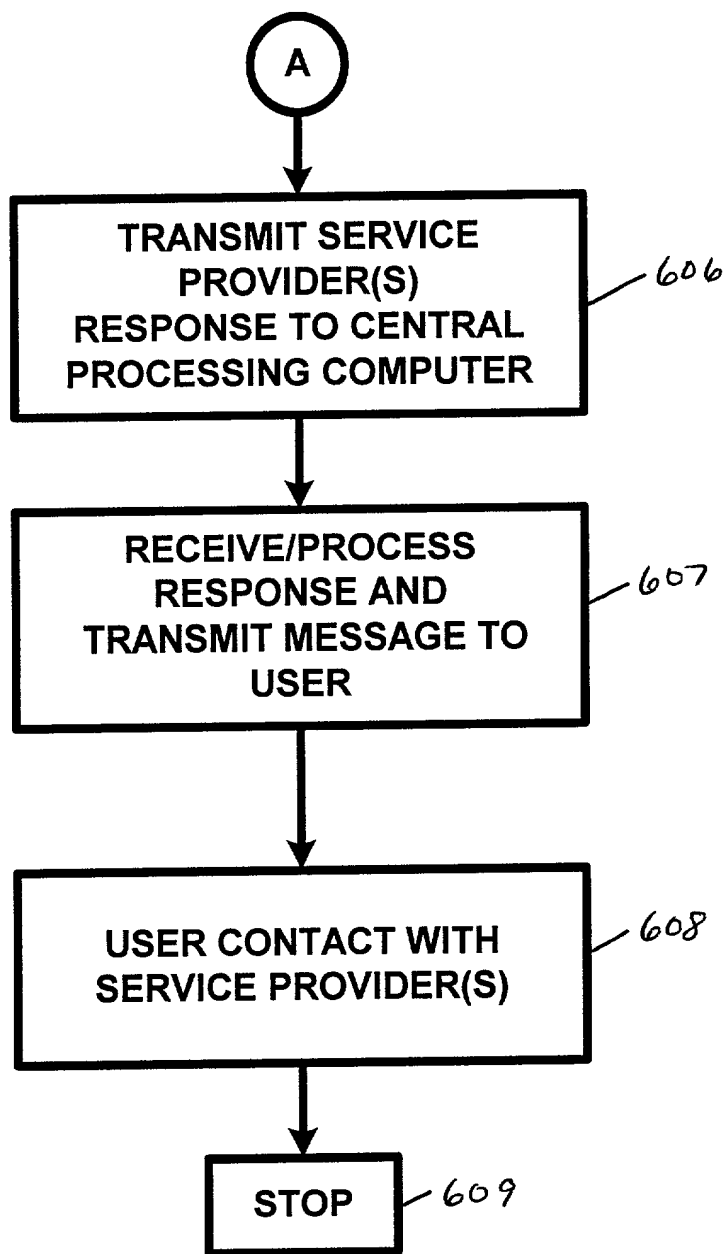 A
TRANSMIT SERVICE
PROVIDER(S)
RESPONSE TO CENTRAL
PROCESSING COMPUTER
606
RECEIVE/PROCESS
RESPONSE AND
TRANSMIT MESSAGE TO
USER
607
USER CONTACT WITH
SERVICE PROVIDER(S)
608
STOP
609